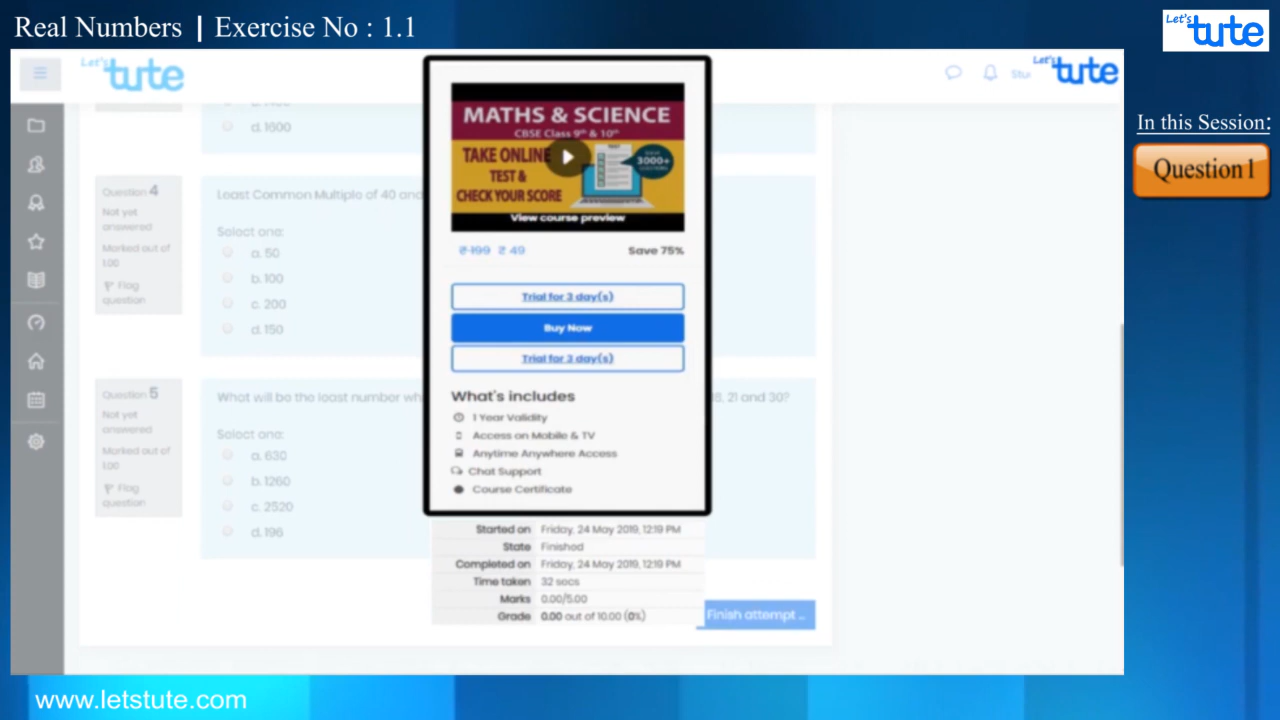 Real Numbers | Exercise No : 1.1
Let's tute
In this Session:
Question 1
Let's tute
Let's tute
d. 1600
Question 4
Not yet
answered
Marked out of
1.00
Flag
question
Least Common Multiple of 40 and
Select one:
a. 50
b. 100
c. 200
d. 150
Question 5
Not yet
answered
Marked out of
1.00
Flag
question
What will be the least number wh
21 and 30?
Select one:
a. 630
b. 1260
c. 2520
d. 196
MATHS & SCIENCE
CBSE Class 9th & 10th
TAKE ONLINE
TEST &
CHECK YOUR SCORE
3000+
View course preview
₹ 199 ₹ 49
Save 75%
Trial for 3 day(s)
Buy Now
Trial for 3 day(s)
What's includes
1 Year Validity
Access on Mobile & TV
Anytime Anywhere Access
Chat Support
Course Certificate
Started on Friday, 24 May 2019, 12:19 PM
State Finished
Completed on Friday, 24 May 2019, 12:19 PM
Time taken 32 secs
Marks 0.00/5.00
Grade 0.00 out of 10.00 (0%)
Finish attempt ...
www.letstute.com